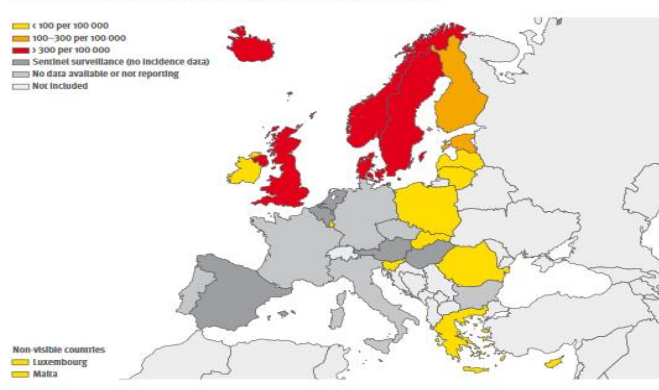 < 100 per 100 000
100–300 per 100 000
> 300 per 100 000
Sentinel surveillance (no incidence data)
No data available or not reporting
Not included
Non-visible countries
Luxembourg
Malta